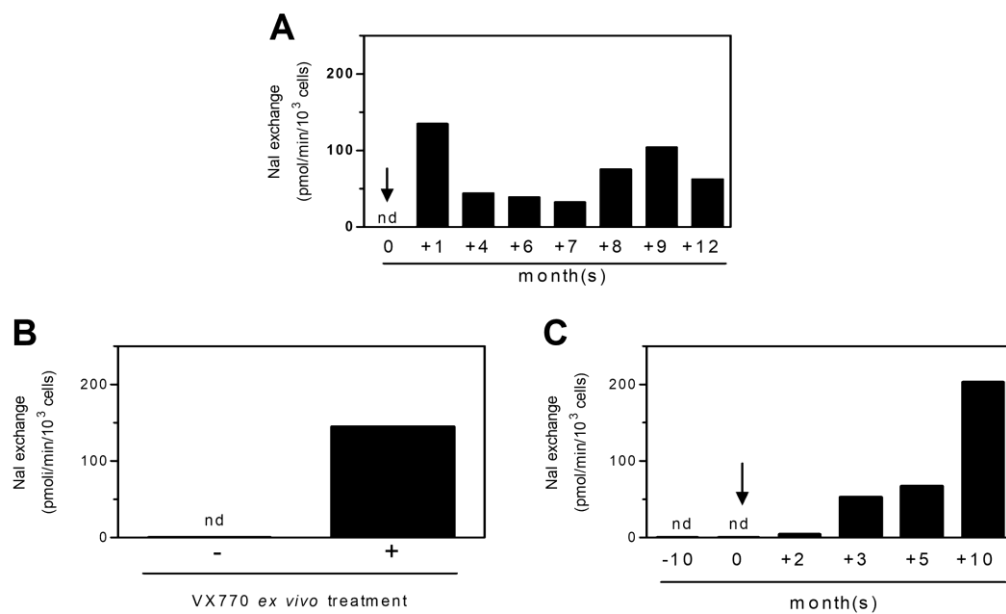 A
NaI exchange
(pmol/min/10³ cells)
200
100
0
nd
0 +1 +4 +6 +7 +8 +9 +12
month(s)
B
NaI exchange
(pmoli/min/10³ cells)
200
100
0
nd
- +
VX770 ex vivo treatment
C
NaI exchange
(pmol/min/10³ cells)
200
100
0
nd nd
-10 0 +2 +3 +5 +10
month(s)